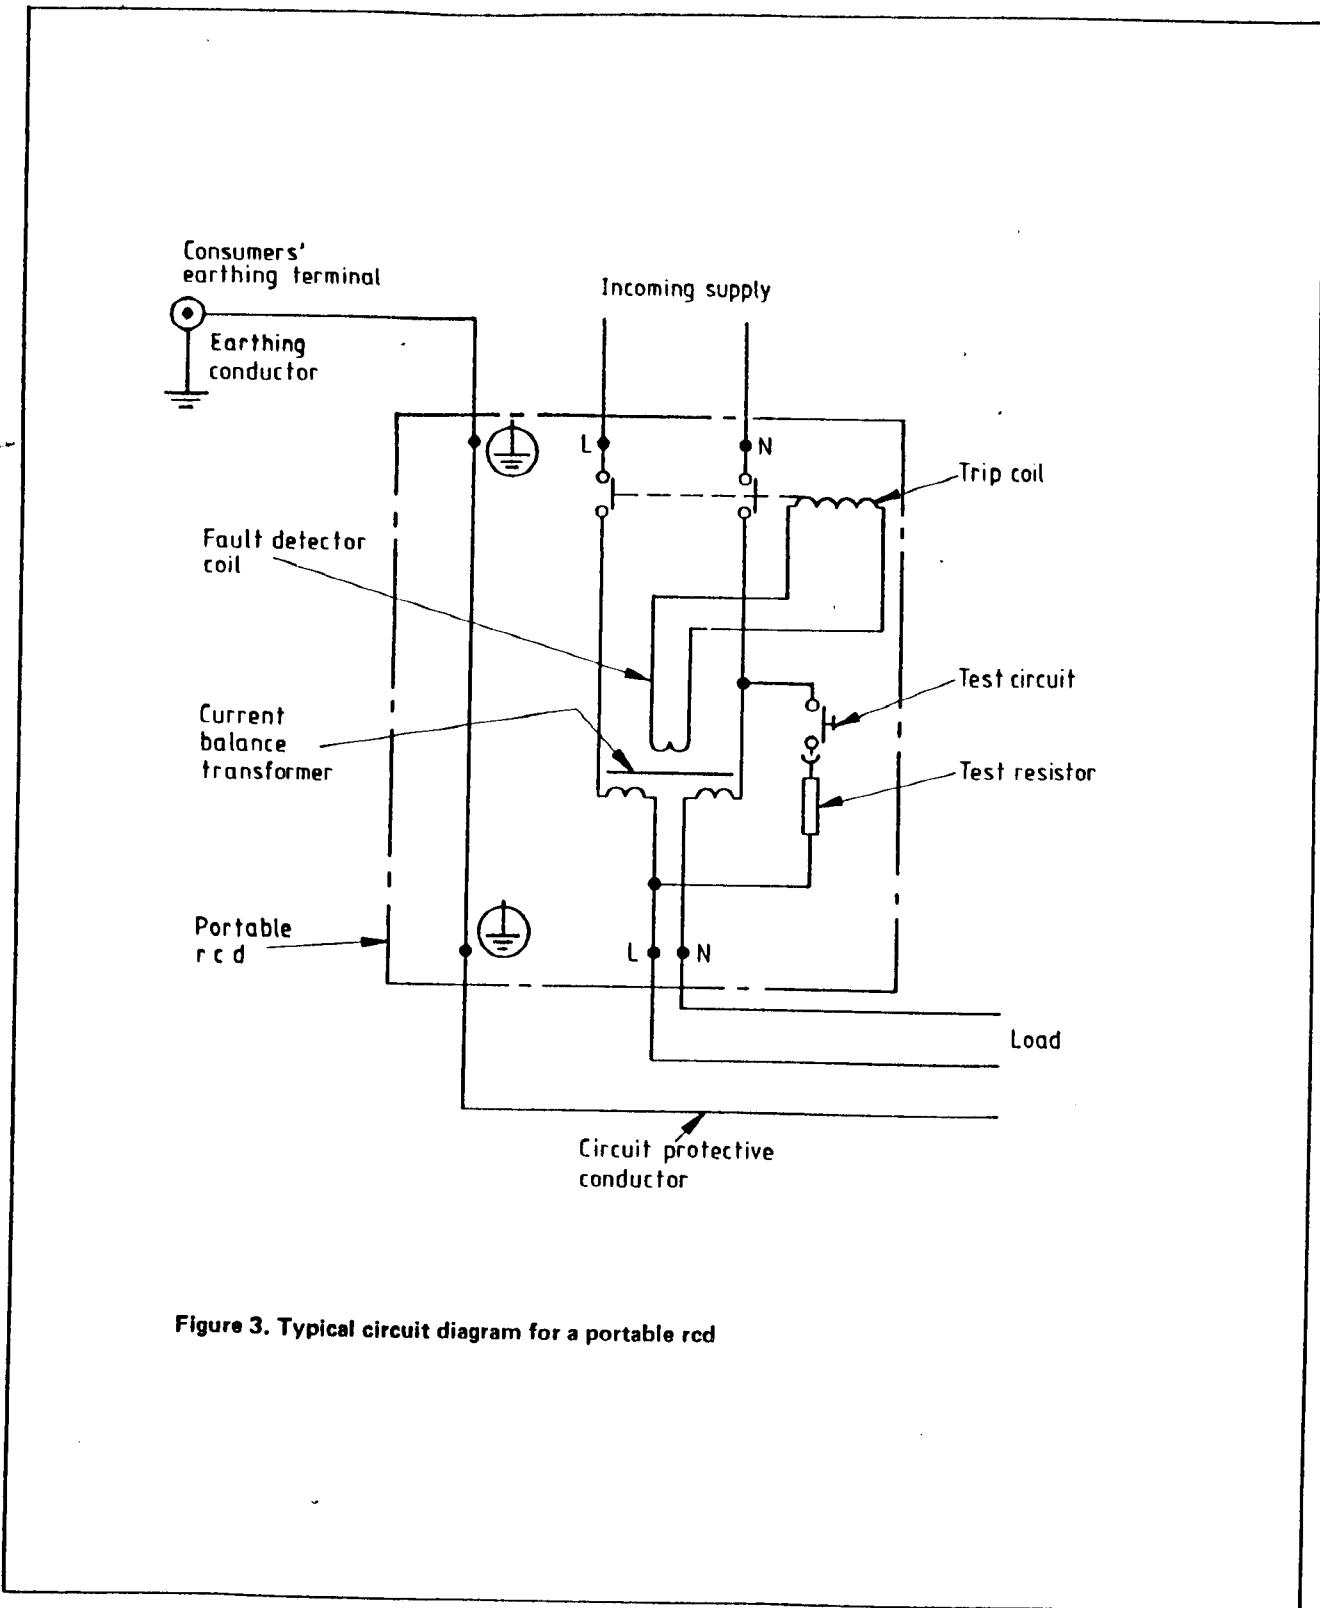 Consumers'
earthing terminal
Incoming supply
Earthing
conductor
L
N
Trip coil
Fault detector
coil
Test circuit
Current
balance
transformer
Test resistor
Portable
r c d
L
N
Load
Circuit protective
conductor
Figure 3. Typical circuit diagram for a portable rcd